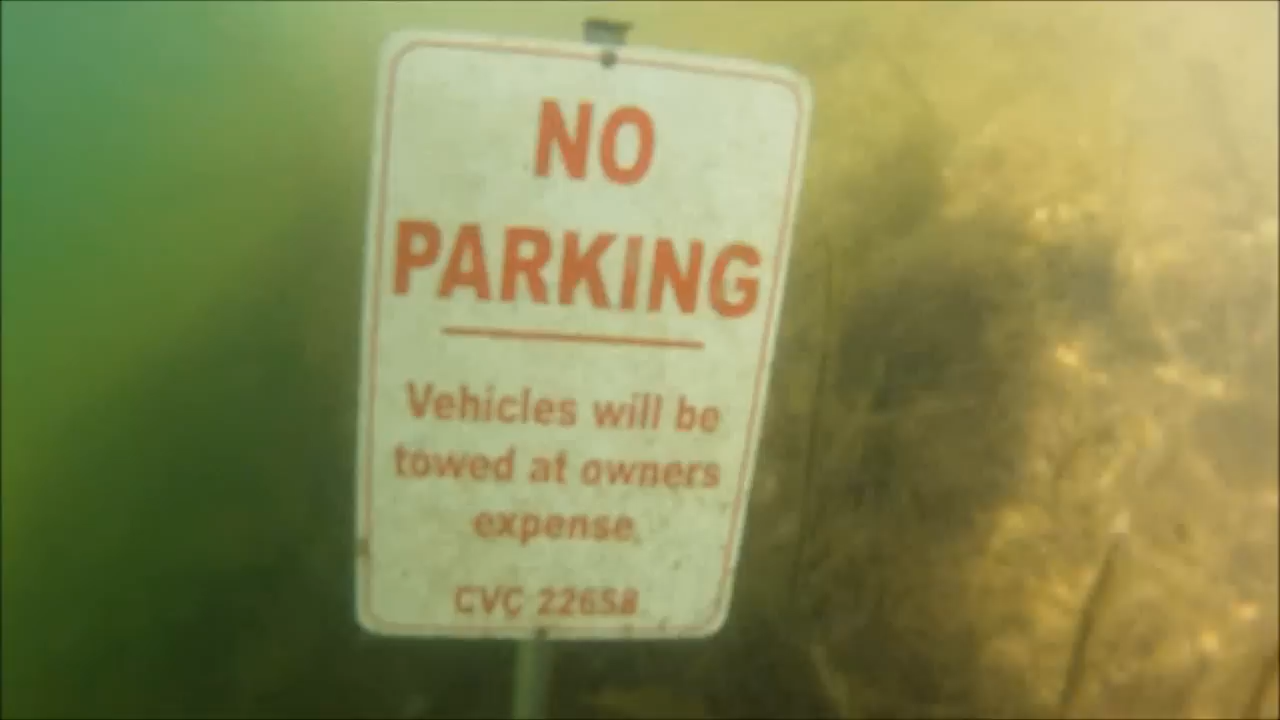 NO
PARKING
Vehicles will be
towed at owners
expense.
CVC 22658